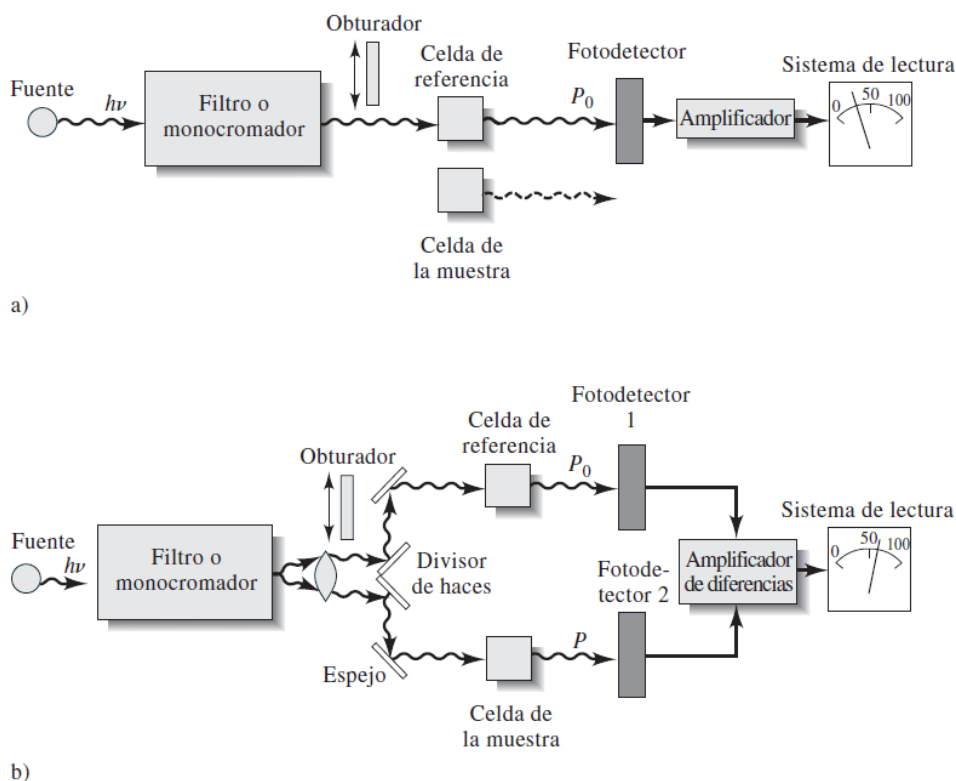 Obturador
Celda de
referencia
Fotodetector
Sistema de lectura
Fuente
hν
Filtro o
monocromador
P0
Amplificador
0 50 100
Celda de
la muestra
a)
Fotodetector
1
Celda de
referencia
Obturador
P0
Sistema de lectura
Fuente
hν
Filtro o
monocromador
Divisor
de haces
Fotode-
tector 2
Amplificador
de diferencias
0 50 100
P
Espejo
Celda de
la muestra
b)